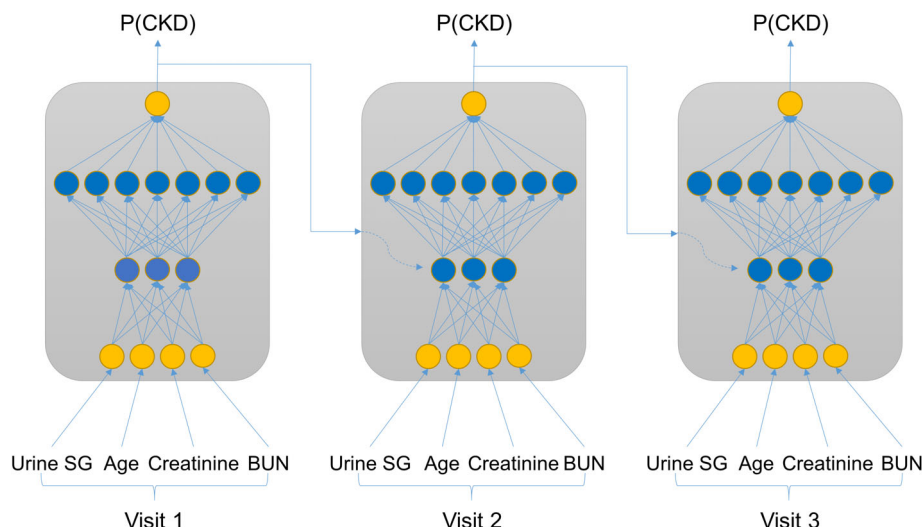 P(CKD) P(CKD) P(CKD)
Urine SG Age Creatinine BUN Urine SG Age Creatinine BUN Urine SG Age Creatinine BUN
Visit 1 Visit 2 Visit 3